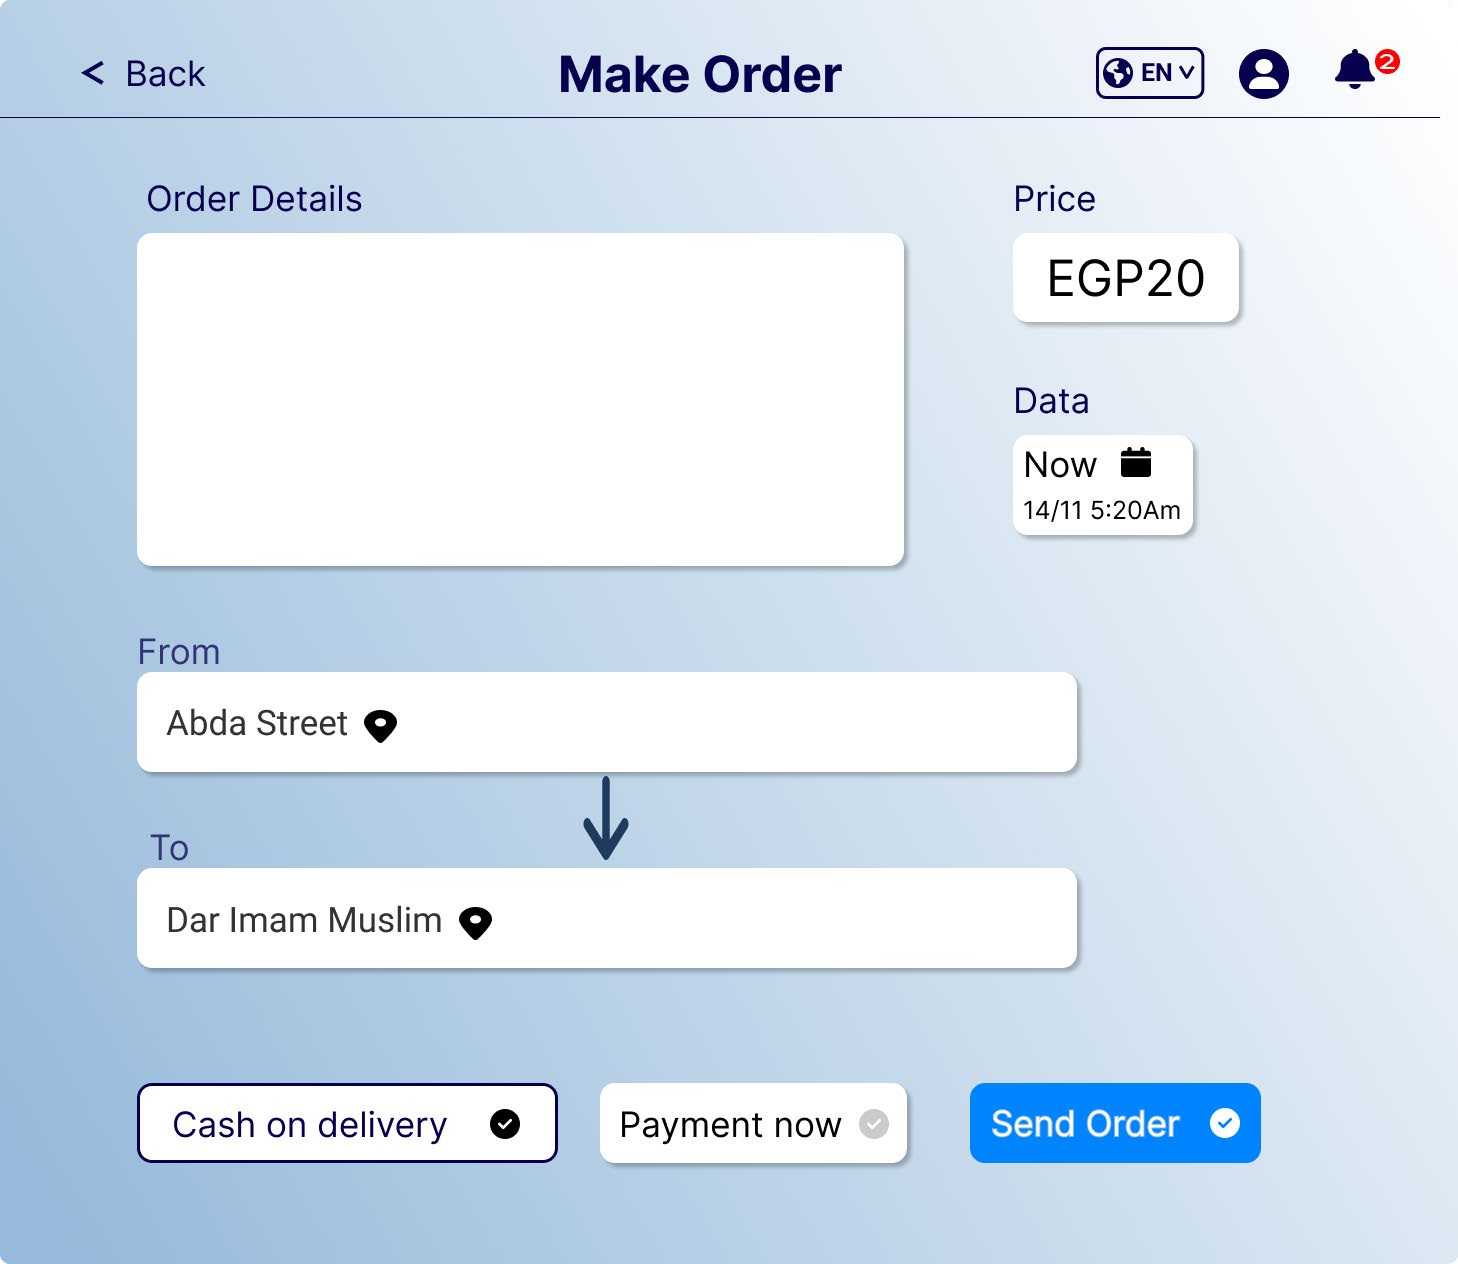 < Back
Make Order
EN
2
Order Details
Price
EGP20
Data
Now
14/11 5:20Am
From
Abda Street
To
Dar Imam Muslim
Cash on delivery
Payment now
Send Order